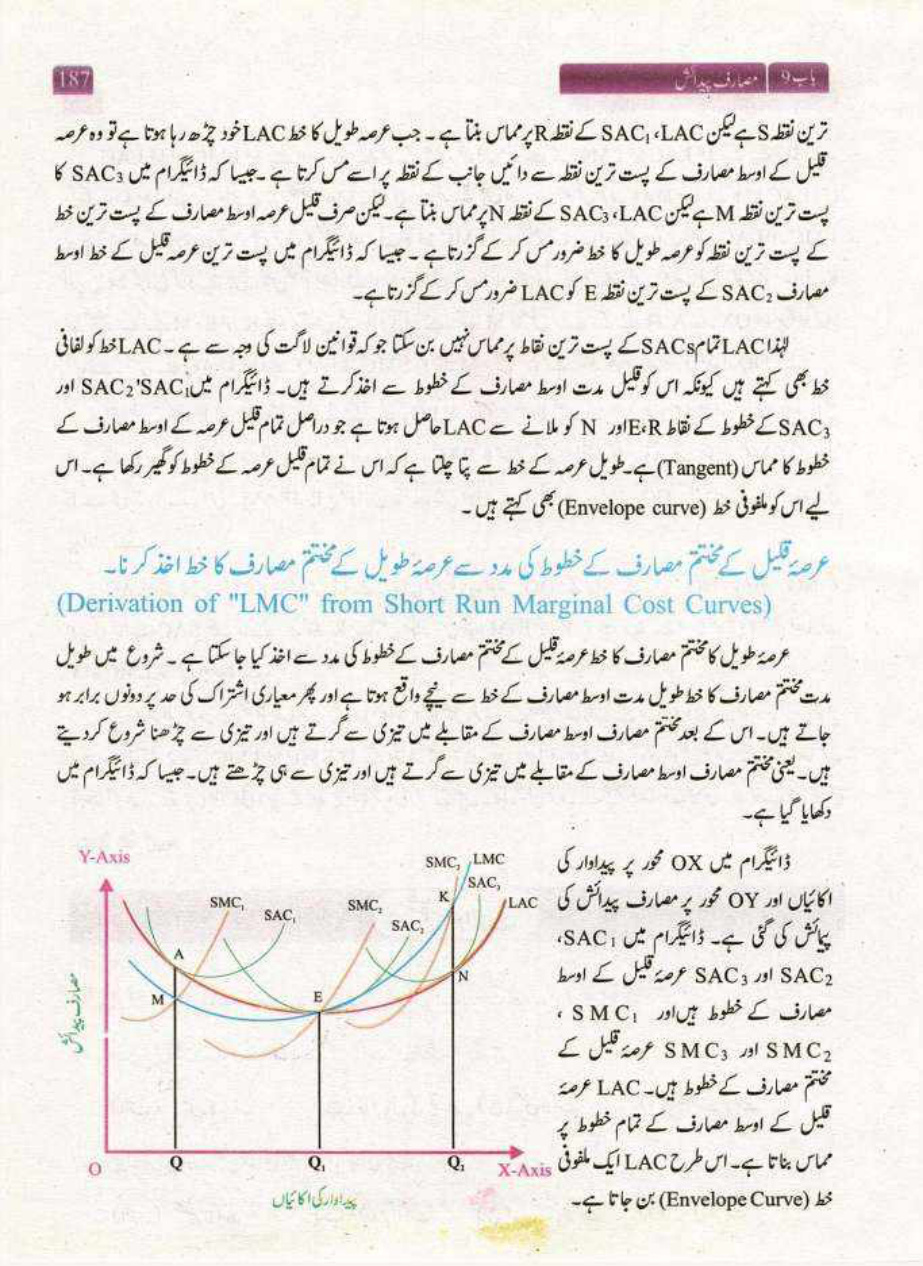 187
باب 9 مصارف پیدائش
ترین نقطہ S ہے لیکن SAC₁ ،LAC کے نقطہ R پر مماس بنتا ہے ۔ جب عرصہ طویل کا خط LAC خود چڑھ رہا ہوتا ہے تو وہ عرصہ
قلیل کے اوسط مصارف کے پست ترین نقطہ سے دائیں جانب کے نقطہ پر اسے مس کرتا ہے ۔ جیسا کہ ڈائیگرام میں SAC₃ کا
پست ترین نقطہ M ہے لیکن SAC₃ ،LAC کے نقطہ N پر مماس بنتا ہے۔ لیکن صرف قلیل عرصہ اوسط مصارف کے پست ترین خط
کے پست ترین نقطہ کو عرصہ طویل کا خط ضرور مس کر کے گزرتا ہے ۔ جیسا کہ ڈائیگرام میں پست ترین عرصہ قلیل کے خط اوسط
مصارف SAC₂ کے پست ترین نقطہ E کو LAC ضرور مس کر کے گزرتا ہے۔
لہٰذا LAC تمام SACs کے پست ترین نقاط پر مماس نہیں بن سکتا جو کہ قوانین لاگت کی وجہ سے ہے ۔ LAC خط کو لفافی
خط بھی کہتے ہیں کیونکہ اس کو قلیل مدت اوسط مصارف کے خطوط سے اخذ کرتے ہیں۔ ڈائیگرام میں SAC₂ 'SAC₁ اور
SAC₃ کے خطوط کے نقاط E،R اور N کو ملانے سے LAC حاصل ہوتا ہے جو دراصل تمام قلیل عرصہ کے اوسط مصارف کے
خطوط کا مماس (Tangent) ہے۔ طویل عرصہ کے خط سے پتا چلتا ہے کہ اس نے تمام قلیل عرصہ کے خطوط کو گھیر رکھا ہے۔ اس
لیے اس کو ملفوفی خط (Envelope curve) بھی کہتے ہیں ۔
عرصۂ قلیل کے مختتم مصارف کے خطوط کی مدد سے عرصۂ طویل کے مختتم مصارف کا خط اخذ کرنا۔
(Derivation of "LMC" from Short Run Marginal Cost Curves)
عرصۂ طویل کا مختتم مصارف کا خط عرصۂ قلیل کے مختتم مصارف کے خطوط کی مدد سے اخذ کیا جا سکتا ہے ۔ شروع میں طویل
مدت مختتم مصارف کا خط طویل مدت اوسط مصارف کے خط سے نیچے واقع ہوتا ہے اور پھر معیاری اشتراک کی حد پر دونوں برابر ہو
جاتے ہیں۔ اس کے بعد مختتم مصارف اوسط مصارف کے مقابلے میں تیزی سے گرتے ہیں اور تیزی سے چڑھنا شروع کر دیتے
ہیں۔ یعنی مختتم مصارف اوسط مصارف کے مقابلے میں تیزی سے گرتے ہیں اور تیزی سے ہی چڑھتے ہیں۔ جیسا کہ ڈائیگرام میں
دکھایا گیا ہے۔
ڈائیگرام میں OX محور پر پیداوار کی
اکائیاں اور OY محور پر مصارف پیدائش کی
پیمائش کی گئی ہے۔ ڈائیگرام میں SAC₁،
SAC₂ اور SAC₃ عرصۂ قلیل کے اوسط
مصارف کے خطوط ہیں اور SMC₁ ،
SMC₂ اور SMC₃ عرصۂ قلیل کے
مختتم مصارف کے خطوط ہیں۔ LAC عرصۂ
قلیل کے اوسط مصارف کے تمام خطوط پر
مماس بناتا ہے۔ اس طرح LAC ایک ملفوفی
خط (Envelope Curve) بن جاتا ہے۔
Y-Axis
SMC₃ LMC
SAC₃
K
LAC
SMC₁
SAC₁
SMC₂
SAC₂
A
N
M
E
مصارف پیدائش
O
Q
Q₁
Q₂
X-Axis
پیداوار کی اکائیاں